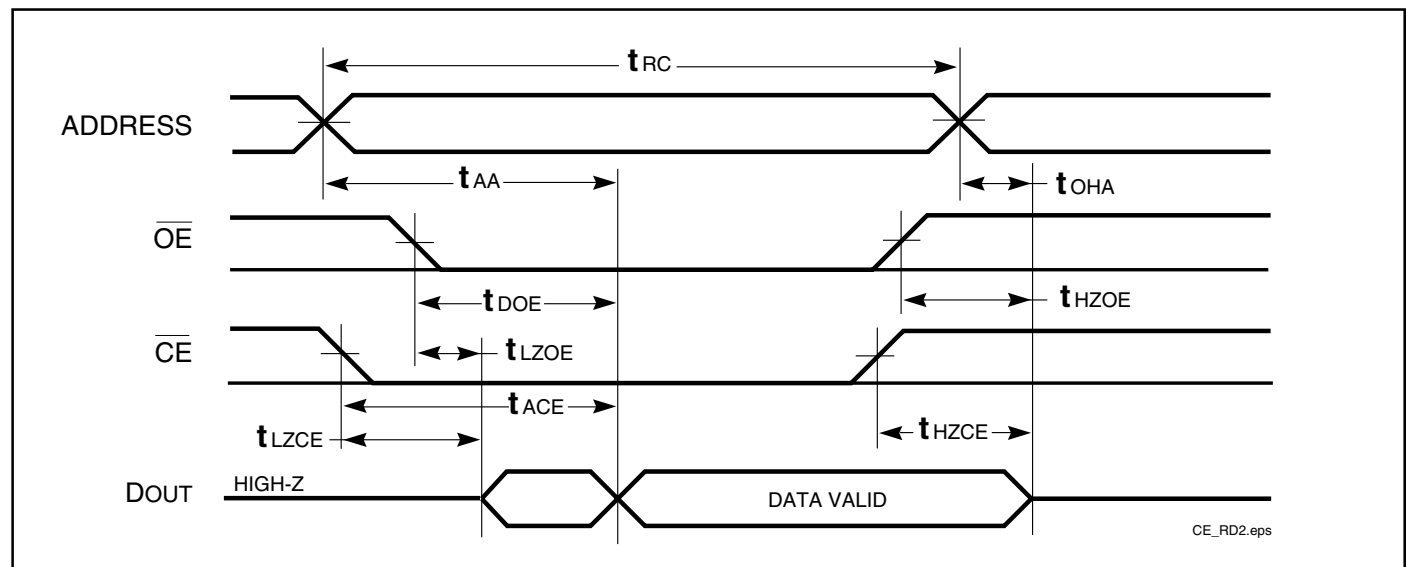 tRC
ADDRESS
tAA
tOHA
OE
tDOE
tHZOE
CE
tLZOE
tACE
tLZCE
tHZCE
DOUT
HIGH-Z
DATA VALID
CE_RD2.eps